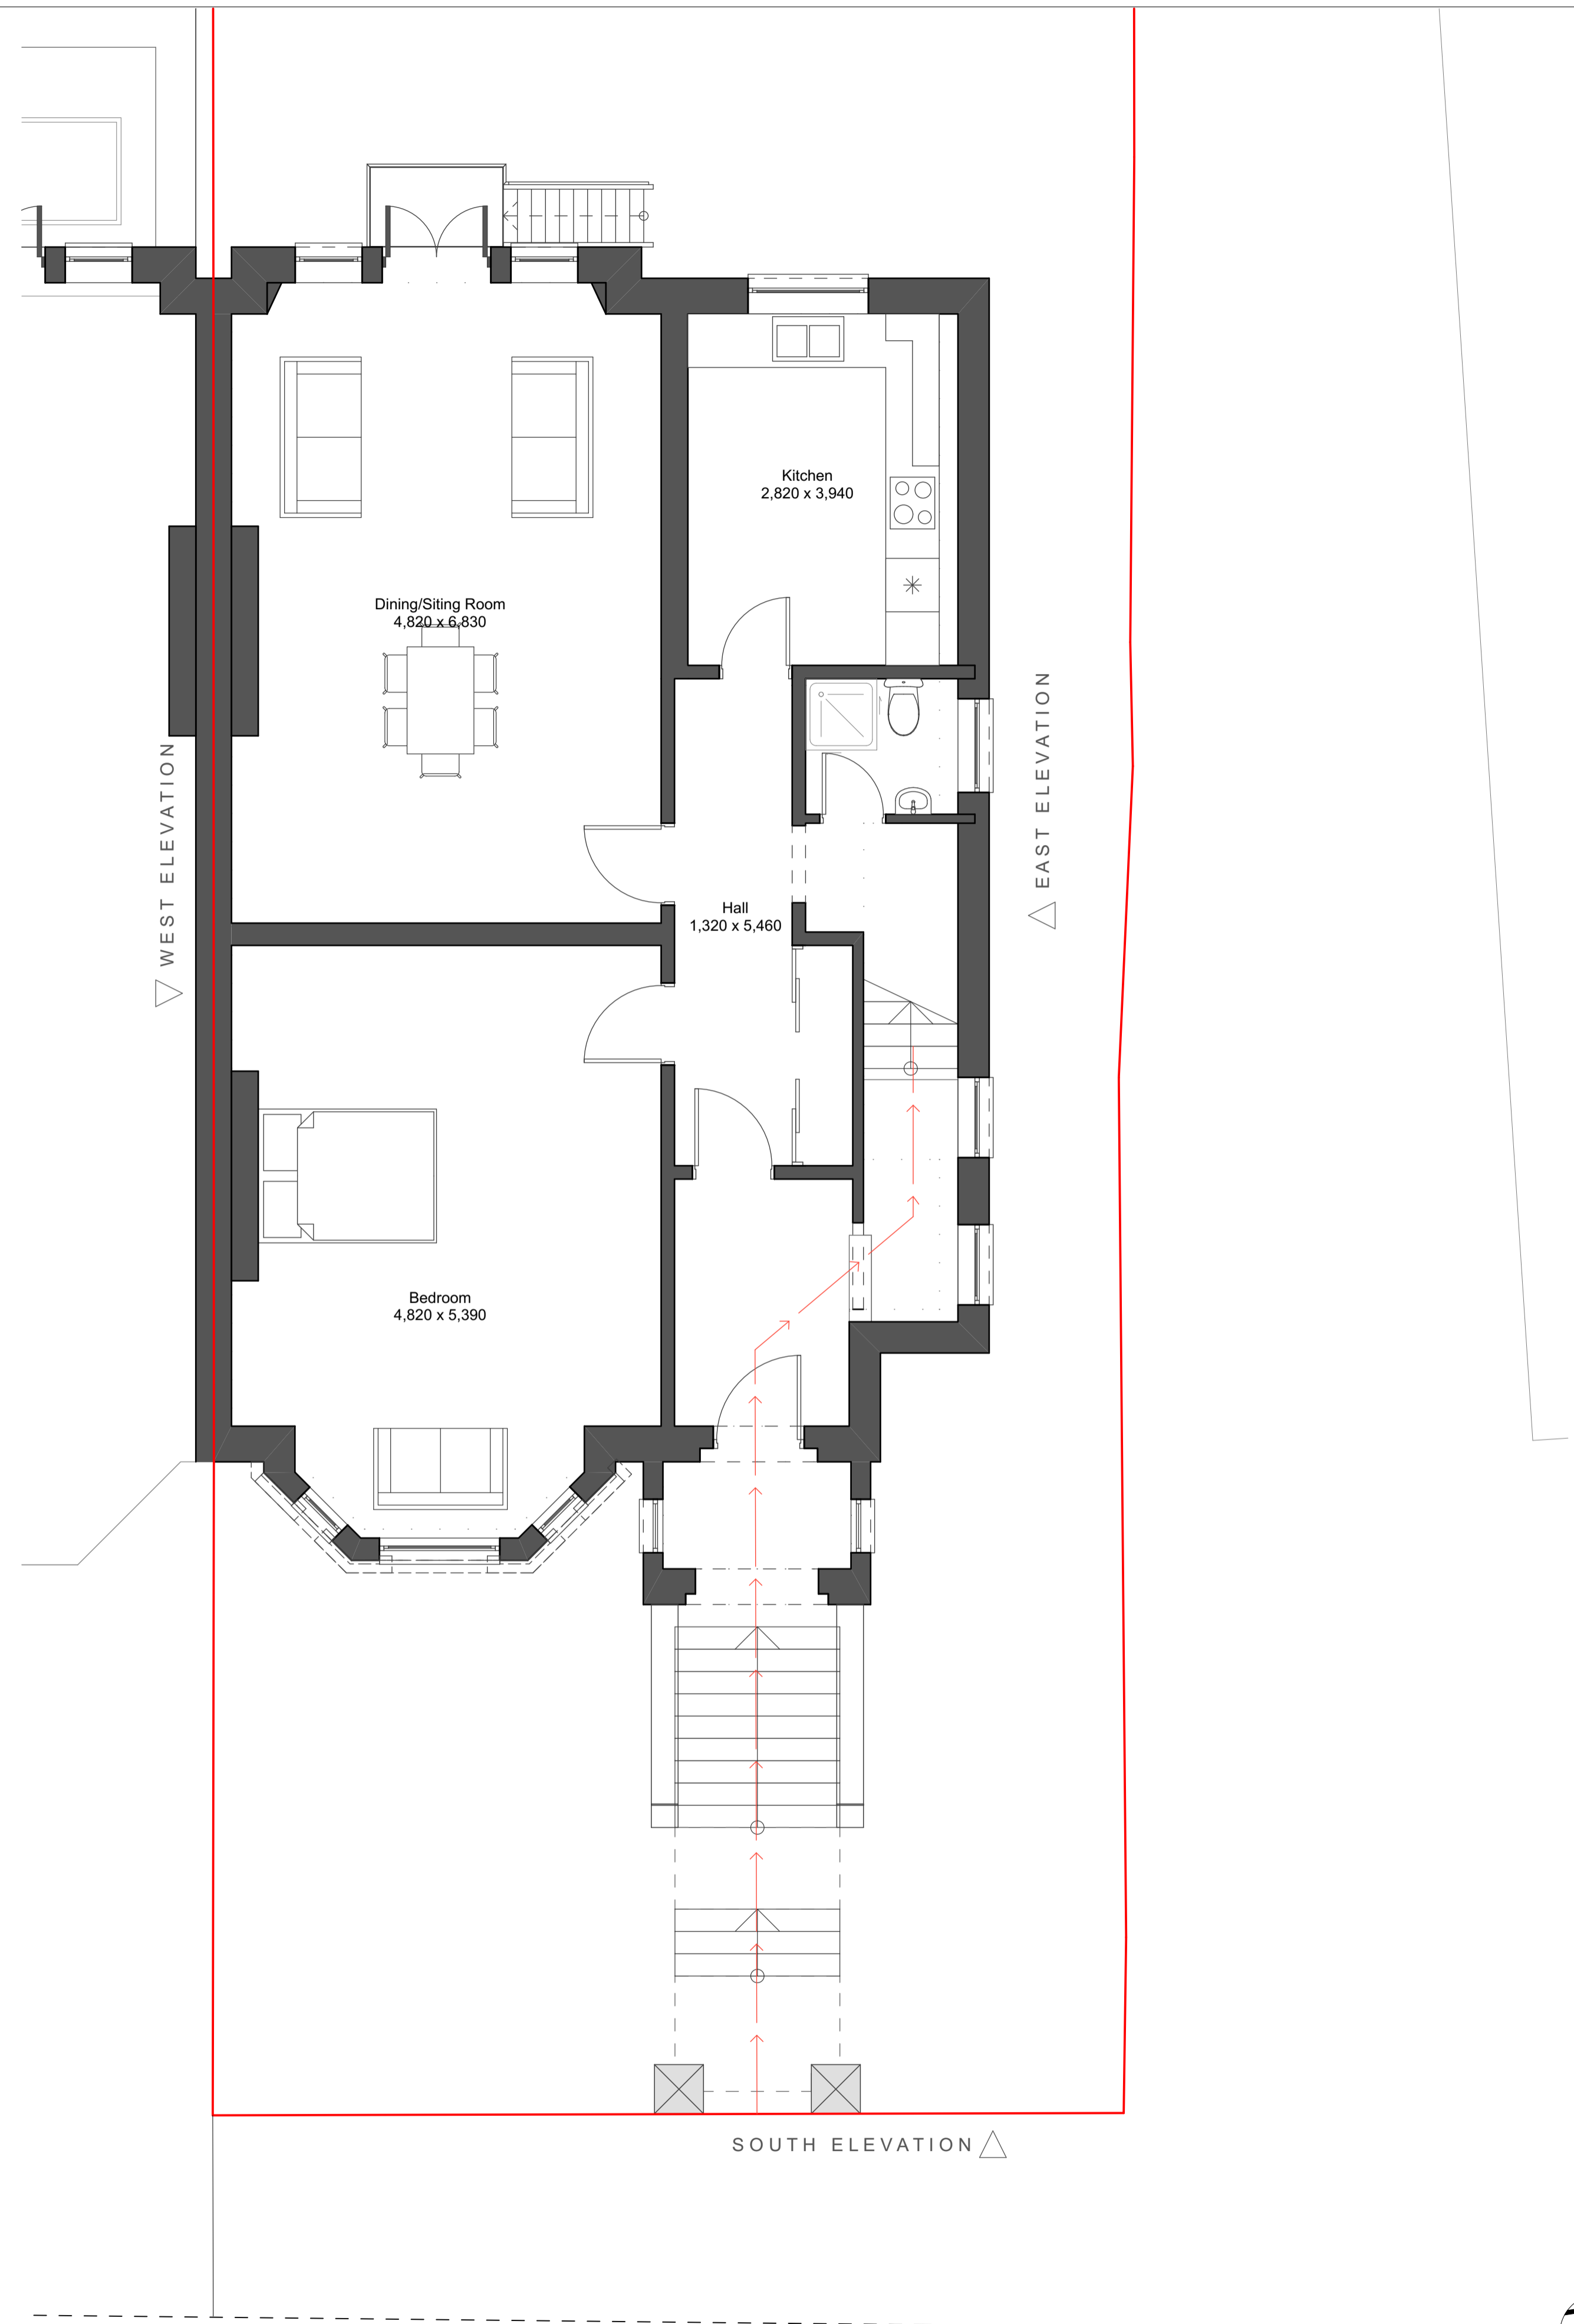 Kitchen
2,820 x 3,940
Dining/Siting Room
4,820 x 6,830
WEST ELEVATION
EAST ELEVATION
Hall
1,320 x 5,460
Bedroom
4,820 x 5,390
SOUTH ELEVATION